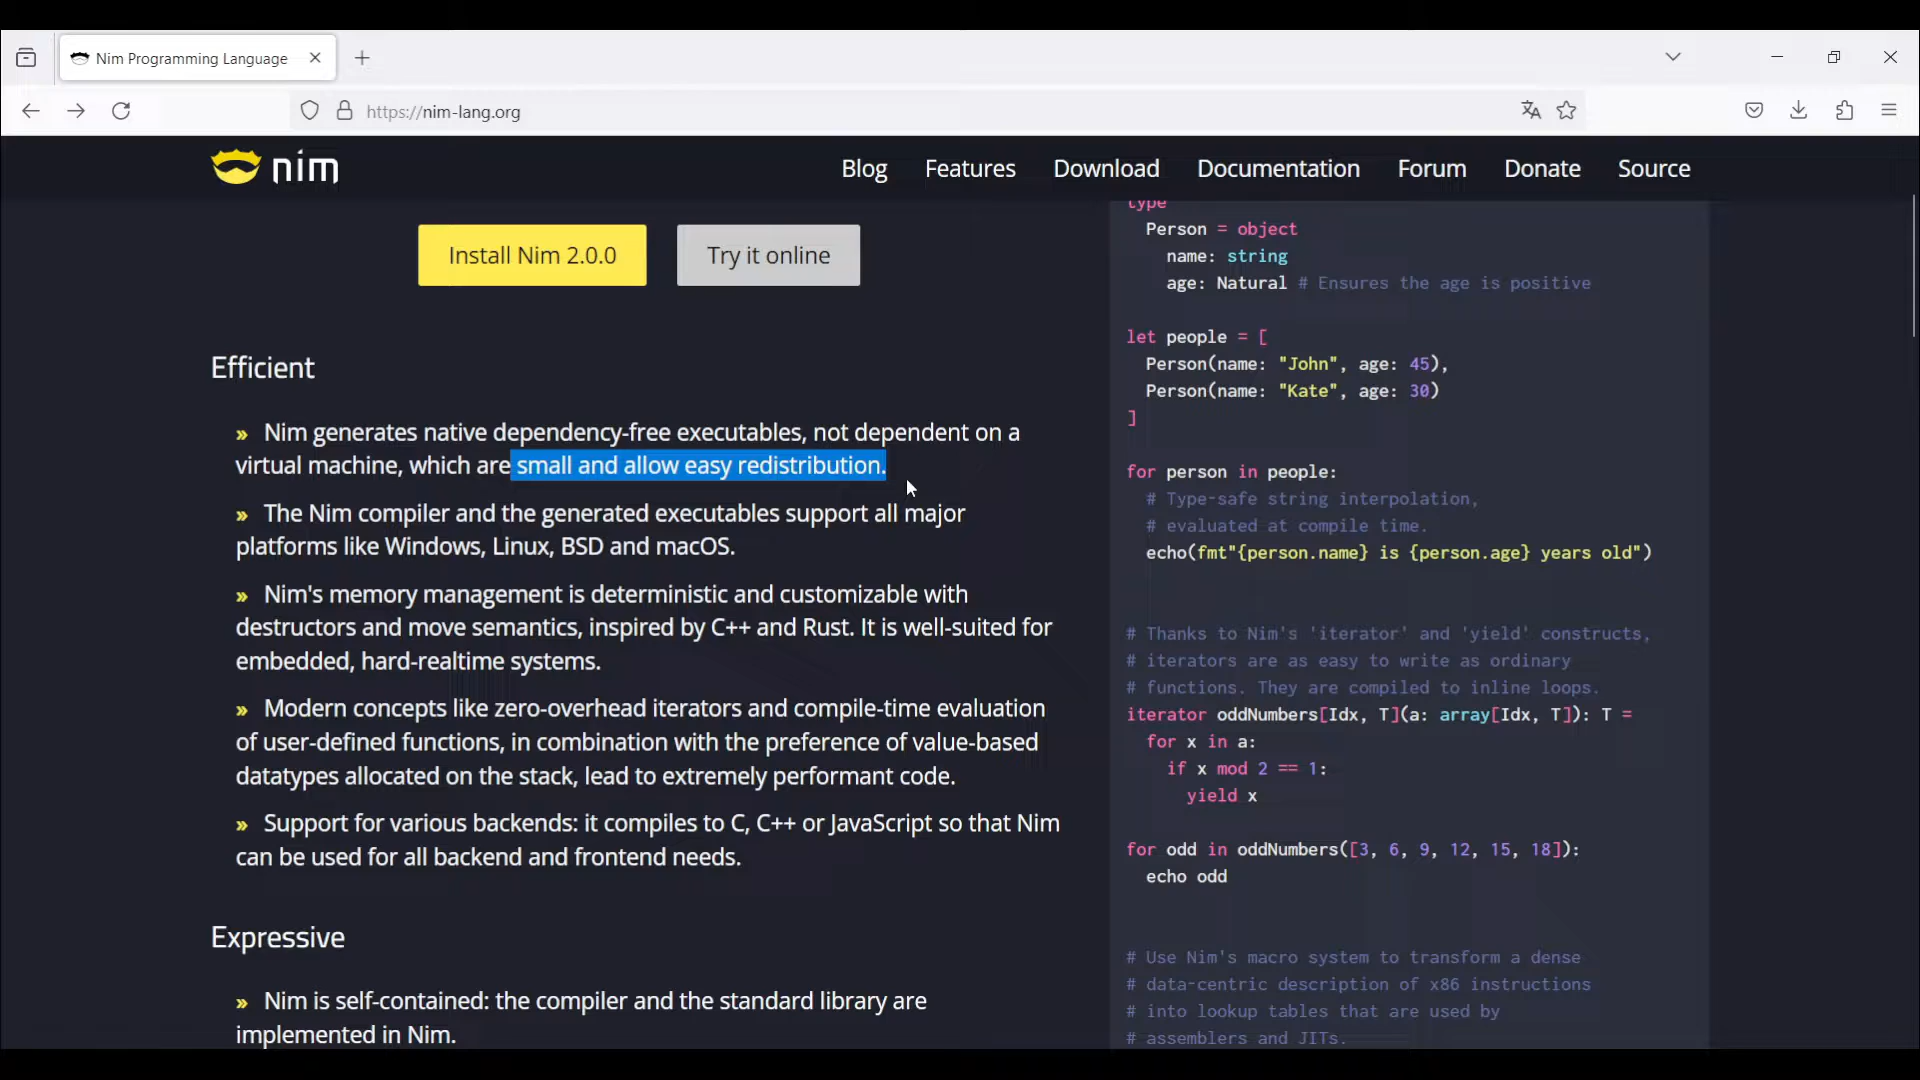 Nim Programming Language
https://nim-lang.org
nim
Blog Features Download Documentation Forum Donate Source
Install Nim 2.0.0
Try it online
Efficient
» Nim generates native dependency-free executables, not dependent on a
virtual machine, which are small and allow easy redistribution.
» The Nim compiler and the generated executables support all major
platforms like Windows, Linux, BSD and macOS.
» Nim's memory management is deterministic and customizable with
destructors and move semantics, inspired by C++ and Rust. It is well-suited for
embedded, hard-realtime systems.
» Modern concepts like zero-overhead iterators and compile-time evaluation
of user-defined functions, in combination with the preference of value-based
datatypes allocated on the stack, lead to extremely performant code.
» Support for various backends: it compiles to C, C++ or JavaScript so that Nim
can be used for all backend and frontend needs.
Expressive
» Nim is self-contained: the compiler and the standard library are
implemented in Nim.
type
Person = object
name: string
age: Natural # Ensures the age is positive
let people = [
Person(name: "John", age: 45),
Person(name: "Kate", age: 30)
]
for person in people:
# Type-safe string interpolation,
# evaluated at compile time.
echo(fmt"{person.name} is {person.age} years old")
# Thanks to Nim's 'iterator' and 'yield' constructs,
# iterators are as easy to write as ordinary
# functions. They are compiled to inline loops.
iterator oddNumbers[Idx, T](a: array[Idx, T]): T =
for x in a:
if x mod 2 == 1:
yield x
for odd in oddNumbers([3, 6, 9, 12, 15, 18]):
echo odd
# Use Nim's macro system to transform a dense
# data-centric description of x86 instructions
# into lookup tables that are used by
# assemblers and JITs.